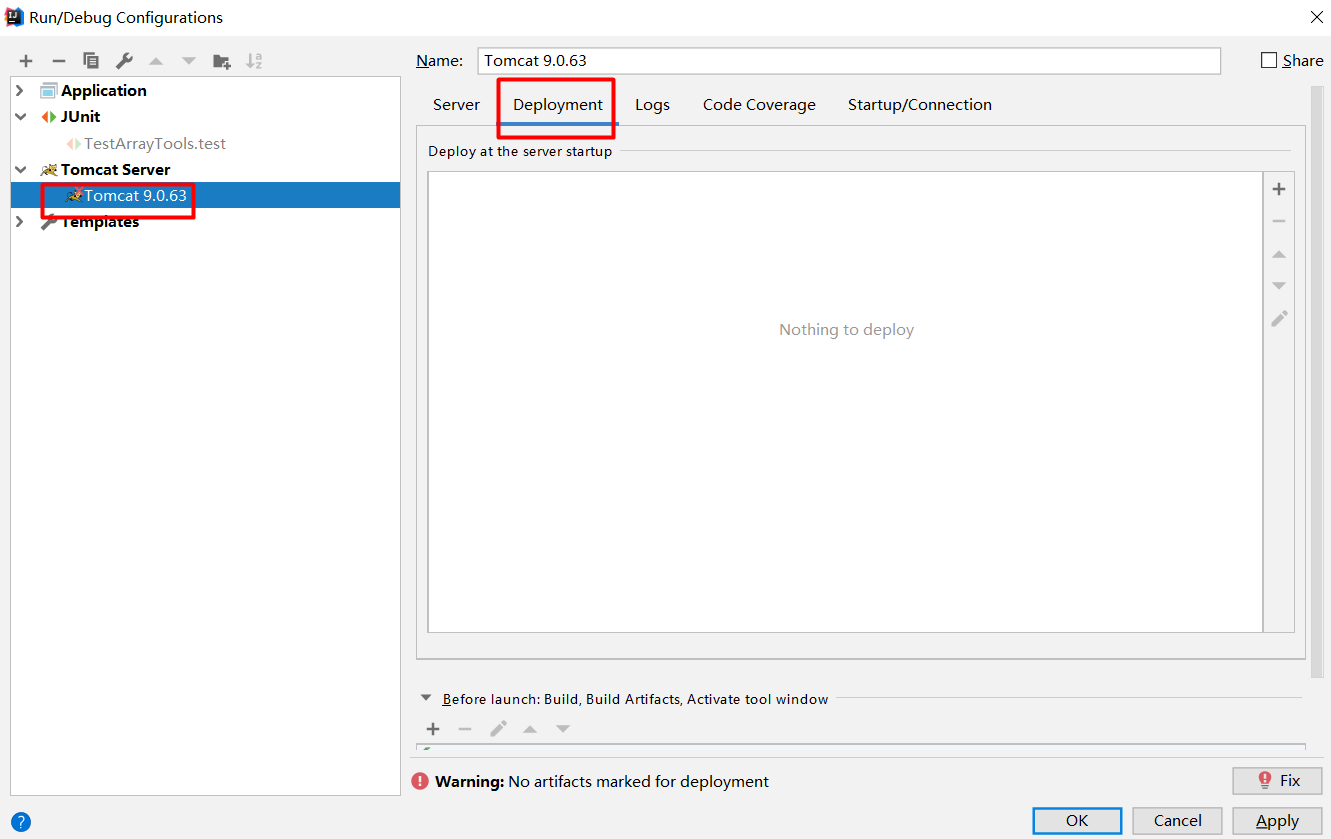 Run/Debug Configurations
Name: Tomcat 9.0.63
Share
Application
JUnit
TestArrayTools.test
Tomcat Server
Tomcat 9.0.63
Templates
Server Deployment Logs Code Coverage Startup/Connection
Deploy at the server startup
Nothing to deploy
Before launch: Build, Build Artifacts, Activate tool window
Warning: No artifacts marked for deployment
Fix
?
OK Cancel Apply